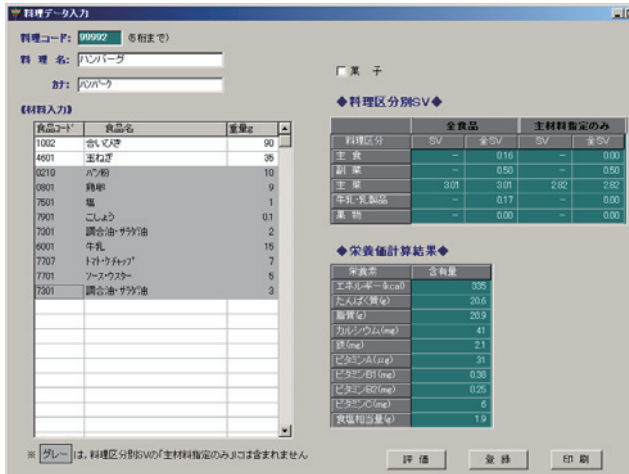 料理データ入力
料理コード: 99992 (5桁まで)
料 理 名: ハンバーグ
カナ: ハンバーグ
□菓 子
《材料入力》
食品コード 食品名 重量g
1002 合いびき 90
4601 玉ねぎ 35
0210 パン粉 10
0801 鶏卵 9
7501 塩 1
7901 こしょう 0.1
7301 調合油・サラダ油 2
6001 牛乳 15
7707 トマト・ケチャップ 7
7701 ソース・ウスター 5
7301 調合油・サラダ油 3
※ グレー は、料理区分別SVの「主材料指定のみ」には含まれません
◆料理区分別SV◆
全食品 主材料指定のみ
料理区分 SV 全SV SV 全SV
主 食 － 0.16 － 0.00
副 菜 － 0.50 － 0.50
主 菜 3.01 3.01 2.82 2.82
牛乳・乳製品 － 0.17 － 0.00
果 物 － 0.00 － 0.00
◆栄養価計算結果◆
栄養素 含有量
エネルギー(kcal) 335
たんぱく質(g) 20.6
脂質(g) 20.9
カルシウム(mg) 41
鉄(mg) 2.1
ビタミンA(μg) 31
ビタミンB1(mg) 0.38
ビタミンB2(mg) 0.25
ビタミンC(mg) 6
食塩相当量(g) 1.9
評 価 登 録 印 刷